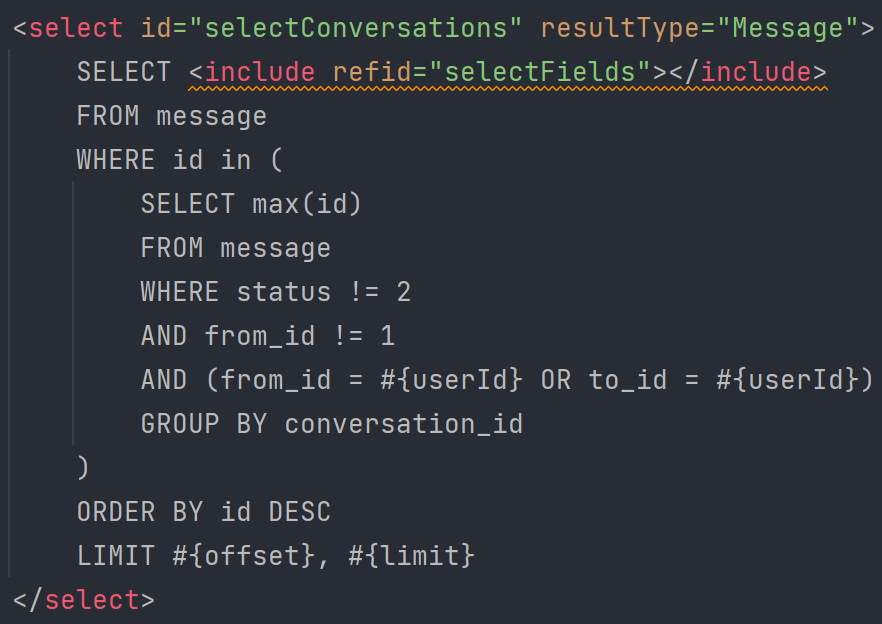 <select id="selectConversations" resultType="Message">
    SELECT <include refid="selectFields"></include>
    FROM message
    WHERE id in (
        SELECT max(id)
        FROM message
        WHERE status != 2
        AND from_id != 1
        AND (from_id = #{userId} OR to_id = #{userId})
        GROUP BY conversation_id
    )
    ORDER BY id DESC
    LIMIT #{offset}, #{limit}
</select>